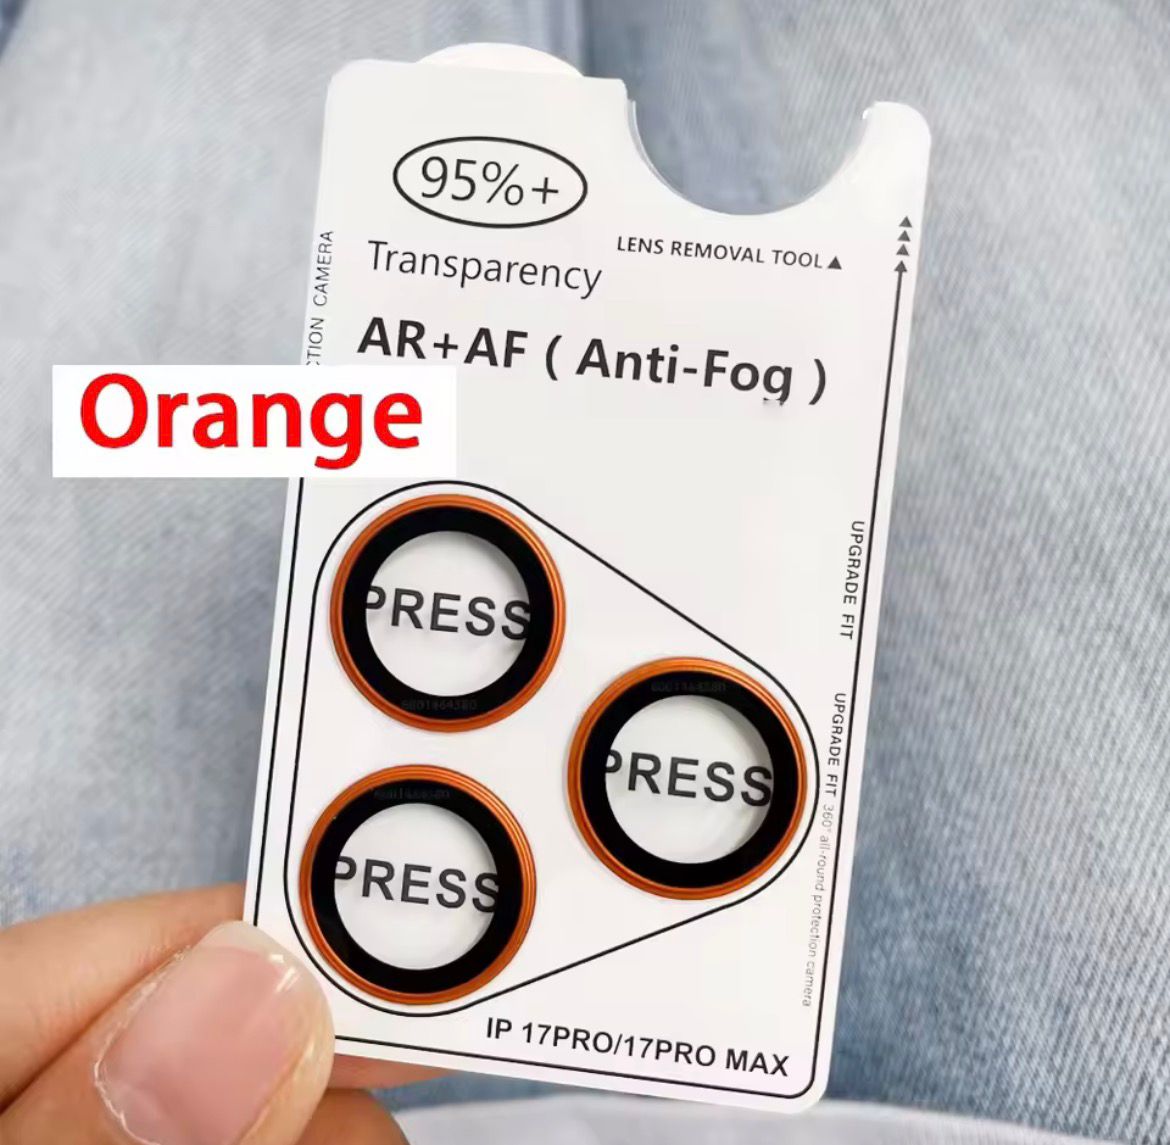 95%+
Transparency
LENS REMOVAL TOOL▲
AR+AF ( Anti-Fog )
CAMERA
Orange
PRESS
PRESS
PRESS
UPGRADE FIT
UPGRADE FIT 360° all-round protection camera
IP 17PRO/17PRO MAX